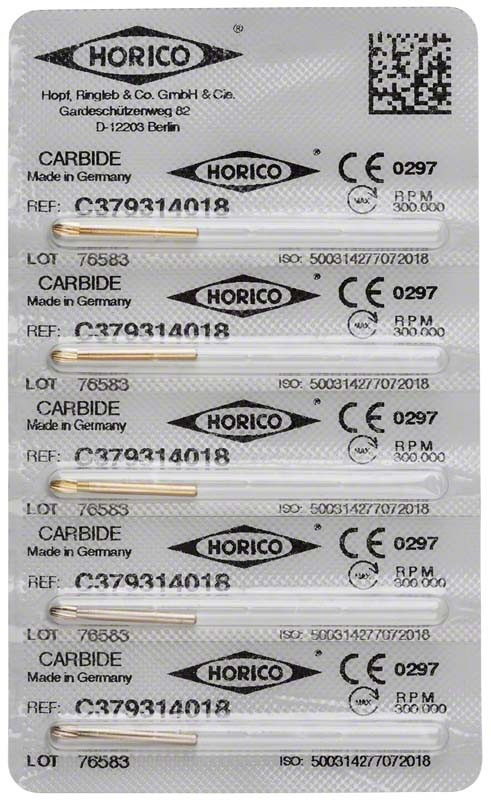 HORICO ®
Hopf, Ringleb & Co. GmbH & Cie.
Gardeschützenweg 82
D-12203 Berlin
CARBIDE HORICO ® CE 0297
Made in Germany
REF: C379314018 MAX. RPM 300.000
LOT 76583 ISO: 500314277072018
CARBIDE HORICO ® CE 0297
Made in Germany
REF: C379314018 MAX. RPM 300.000
LOT 76583 ISO: 500314277072018
CARBIDE HORICO ® CE 0297
Made in Germany
REF: C379314018 MAX. RPM 300.000
LOT 76583 ISO: 500314277072018
CARBIDE HORICO ® CE 0297
Made in Germany
REF: C379314018 MAX. RPM 300.000
LOT 76583 ISO: 500314277072018
CARBIDE HORICO ® CE 0297
Made in Germany
REF: C379314018 MAX. RPM 300.000
LOT 76583 ISO: 500314277072018